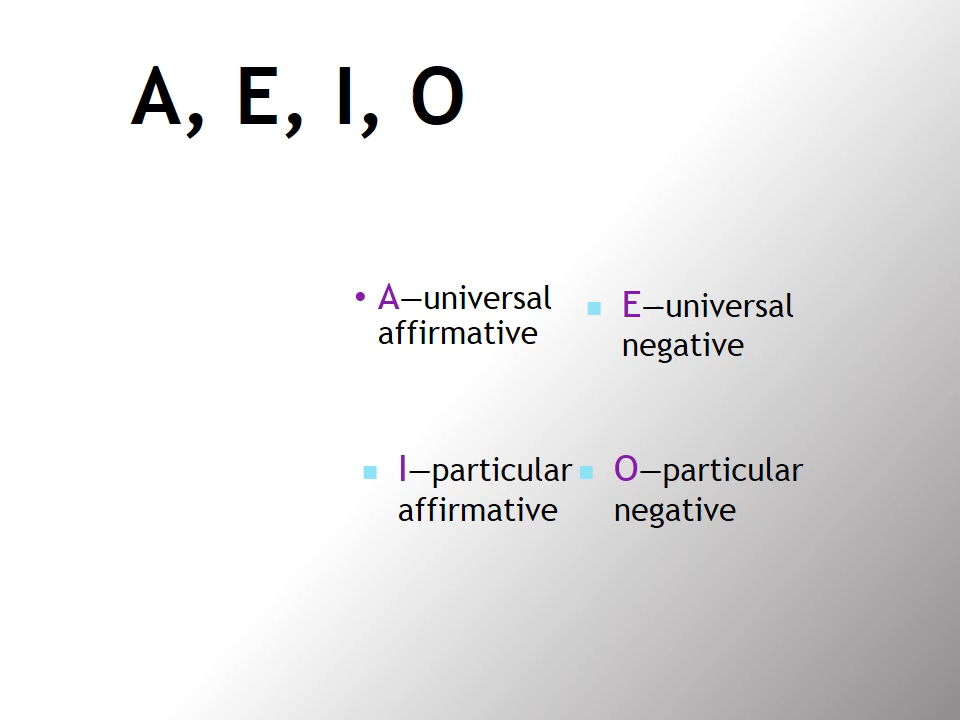 A, E, I, O
• A—universal
affirmative
■ E—universal
negative
■ I—particular
affirmative
■ O—particular
negative